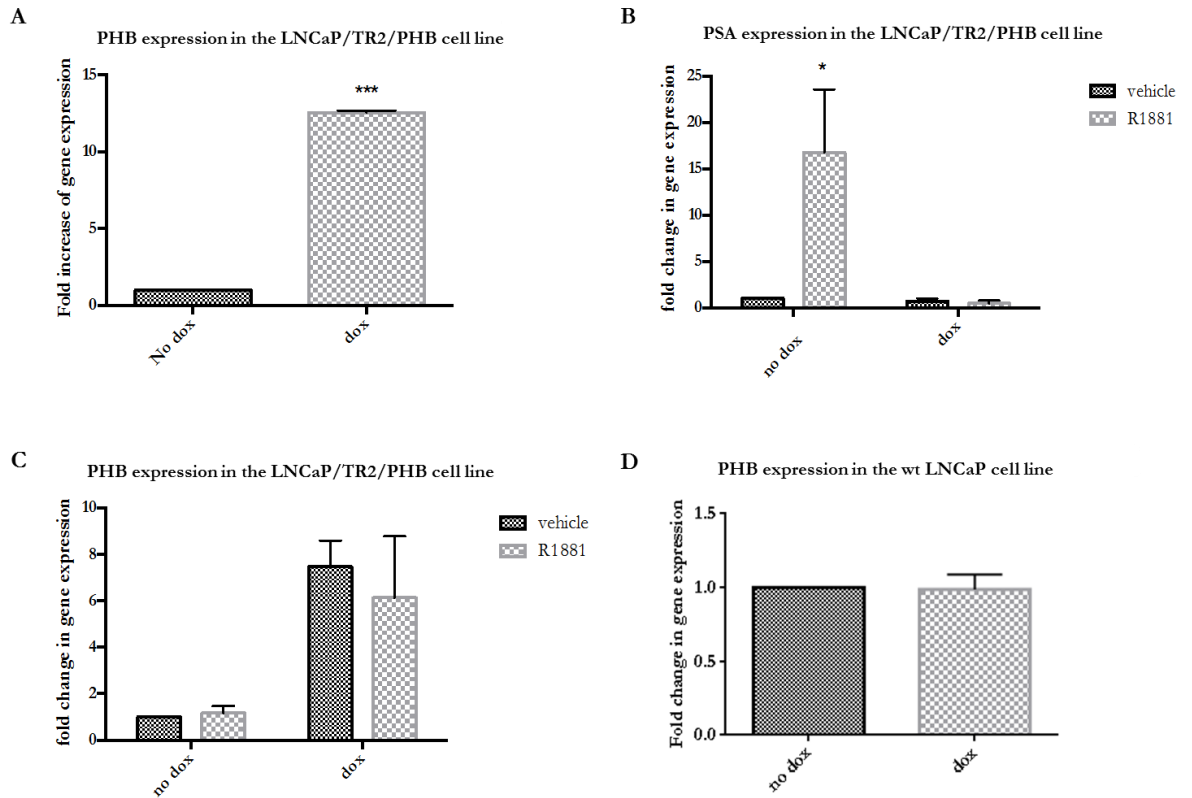 A
PHB expression in the LNCaP/TR2/PHB cell line
Fold increase of gene expression
15
10
5
0
***
No dox
dox
B
PSA expression in the LNCaP/TR2/PHB cell line
fold change in gene expression
25
20
15
10
5
0
*
no dox
dox
vehicle
R1881
C
PHB expression in the LNCaP/TR2/PHB cell line
fold change in gene expression
10
8
6
4
2
0
no dox
dox
vehicle
R1881
D
PHB expression in the wt LNCaP cell line
Fold change in gene expression
1.5
1.0
0.5
0.0
no dox
dox